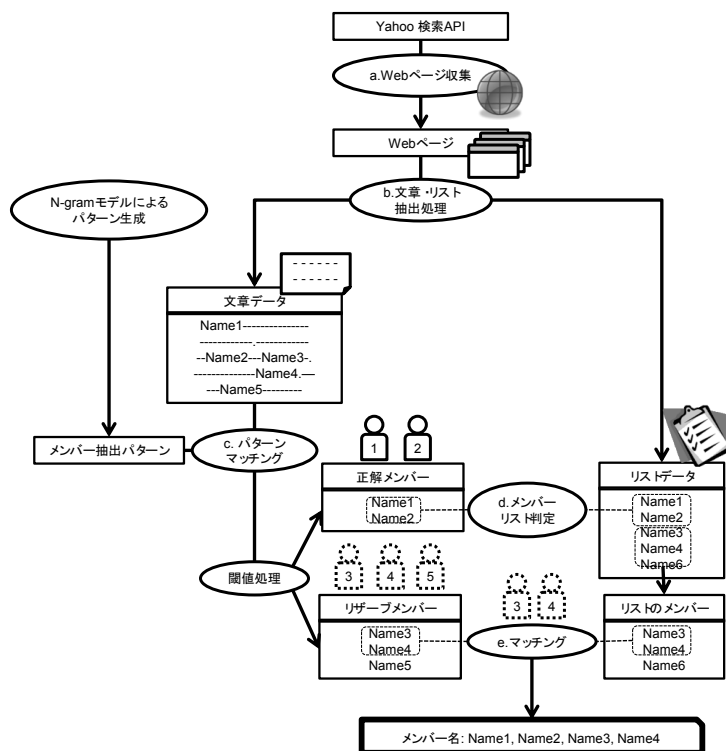 Yahoo 検索API
a.Webページ収集
Webページ
b.文章・リスト
抽出処理
N-gramモデルによる
パターン生成
- - - - - -
- - - - - -
文章データ
Name1---------------
------------.------------
--Name2---Name3-.
--------------Name4.—
---Name5---------
メンバー抽出パターン
c. パターン
マッチング
1
2
正解メンバー
Name1
Name2
d.メンバー
リスト判定
リストデータ
Name1
Name2
Name3
Name4
Name6
閾値処理
3
4
5
リザーブメンバー
Name3
Name4
Name5
3
4
e.マッチング
リストのメンバー
Name3
Name4
Name6
メンバー名: Name1, Name2, Name3, Name4